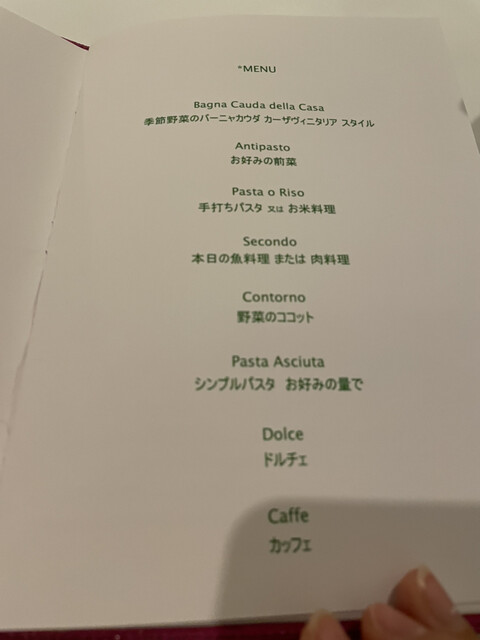 *MENU
Bagna Cauda della Casa
季節野菜のバーニャカウダ カーザヴィニタリア スタイル
Antipasto
お好みの前菜
Pasta o Riso
手打ちパスタ 又は お米料理
Secondo
本日の魚料理 または 肉料理
Contorno
野菜のココット
Pasta Asciuta
シンプルパスタ お好みの量で
Dolce
ドルチェ
Caffe
カッフェ